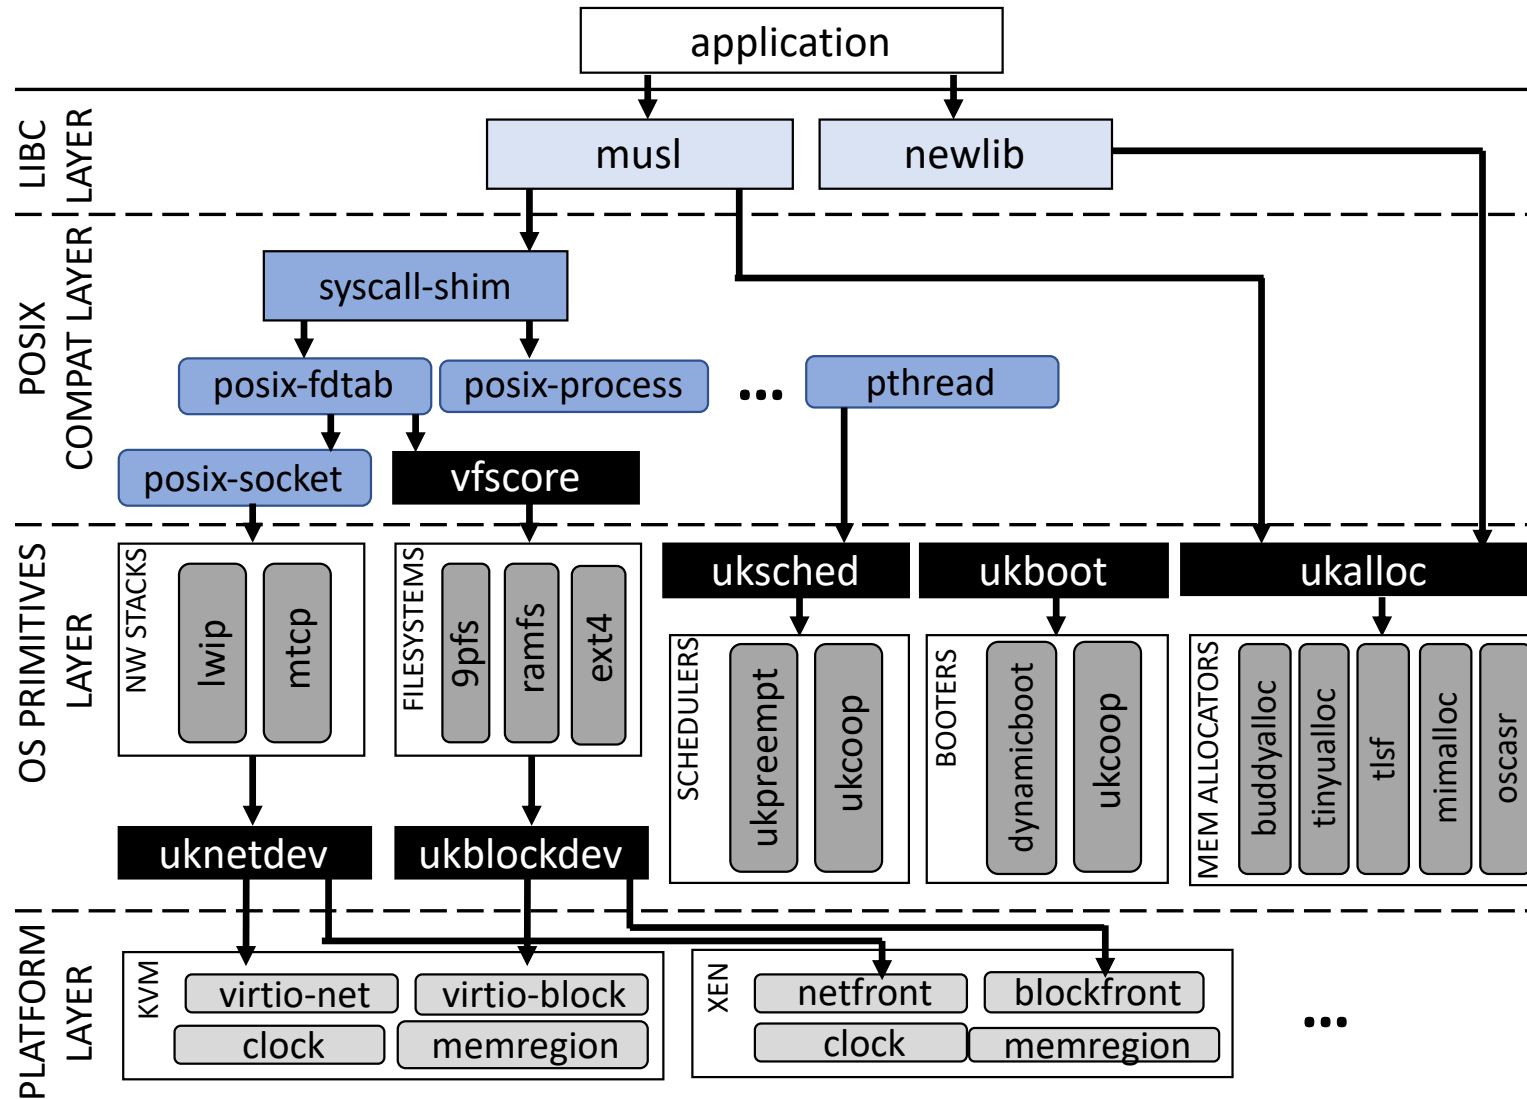 application
LIBC
LAYER
musl
newlib
POSIX
COMPAT LAYER
syscall-shim
posix-fdtab
posix-process
...
pthread
posix-socket
vfscore
OS PRIMITIVES
LAYER
NW STACKS
lwip
mtcp
FILESYSTEMS
9pfs
ramfs
ext4
uksched
ukboot
ukalloc
SCHEDULERS
ukpreempt
ukcoop
BOOTERS
dynamicboot
ukcoop
MEM ALLOCATORS
buddyalloc
tinyualloc
tlsf
mimalloc
oscasr
uknetdev
ukblockdev
PLATFORM
LAYER
KVM
virtio-net
virtio-block
clock
memregion
XEN
netfront
blockfront
clock
memregion
...